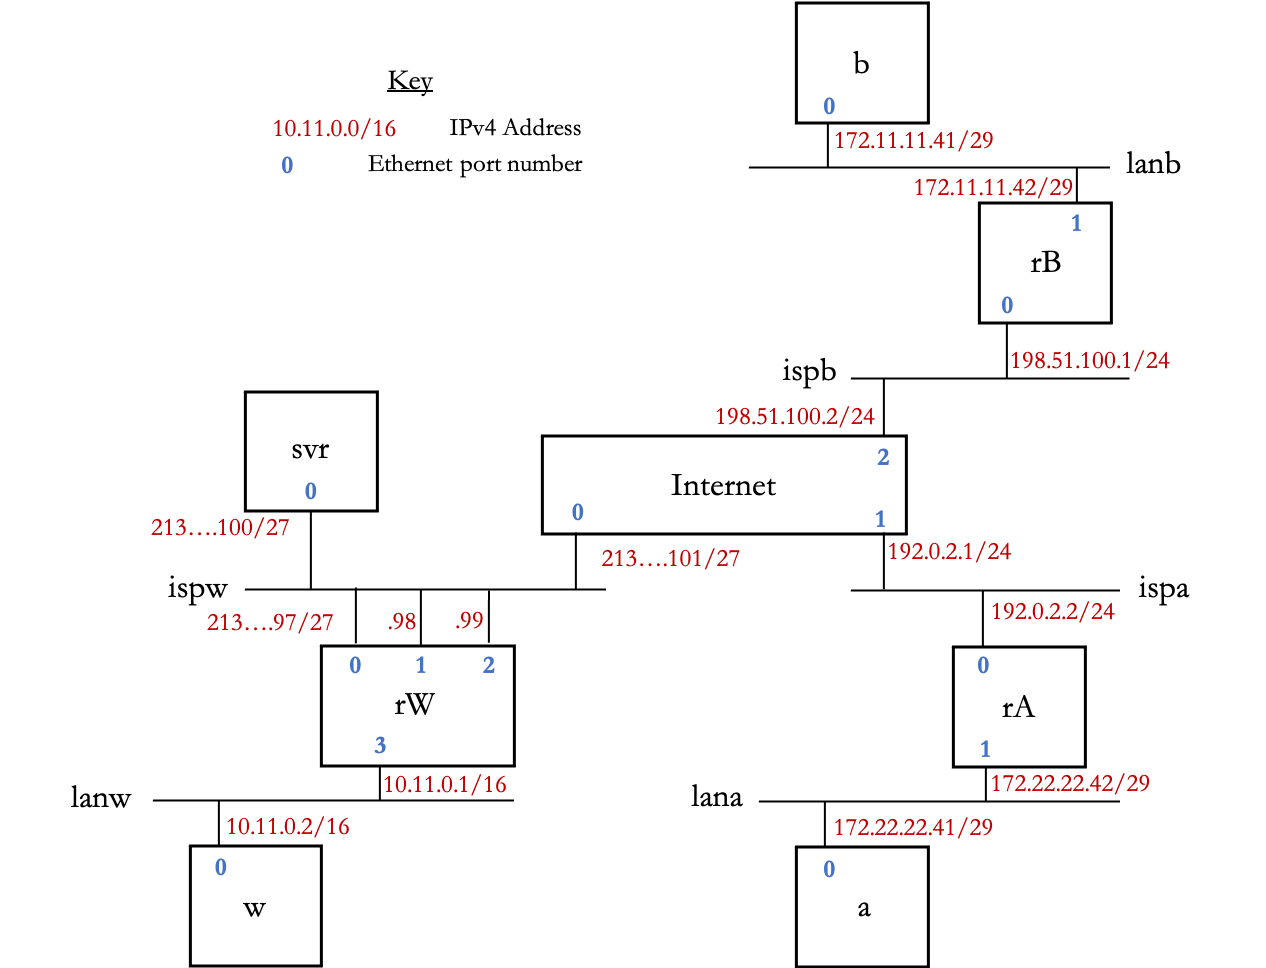 b
Key
0
10.11.0.0/16 IPv4 Address
172.11.11.41/29
0 Ethernet port number
lanb
172.11.11.42/29
1
rB
0
198.51.100.1/24
ispb
198.51.100.2/24
svr
2
Internet
0
0
1
213....100/27
213....101/27
192.0.2.1/24
ispw
ispa
213....97/27
.98
.99
192.0.2.2/24
0 1 2
0
rW
rA
3
1
10.11.0.1/16
172.22.22.42/29
lanw
lana
10.11.0.2/16
172.22.22.41/29
0
0
w
a